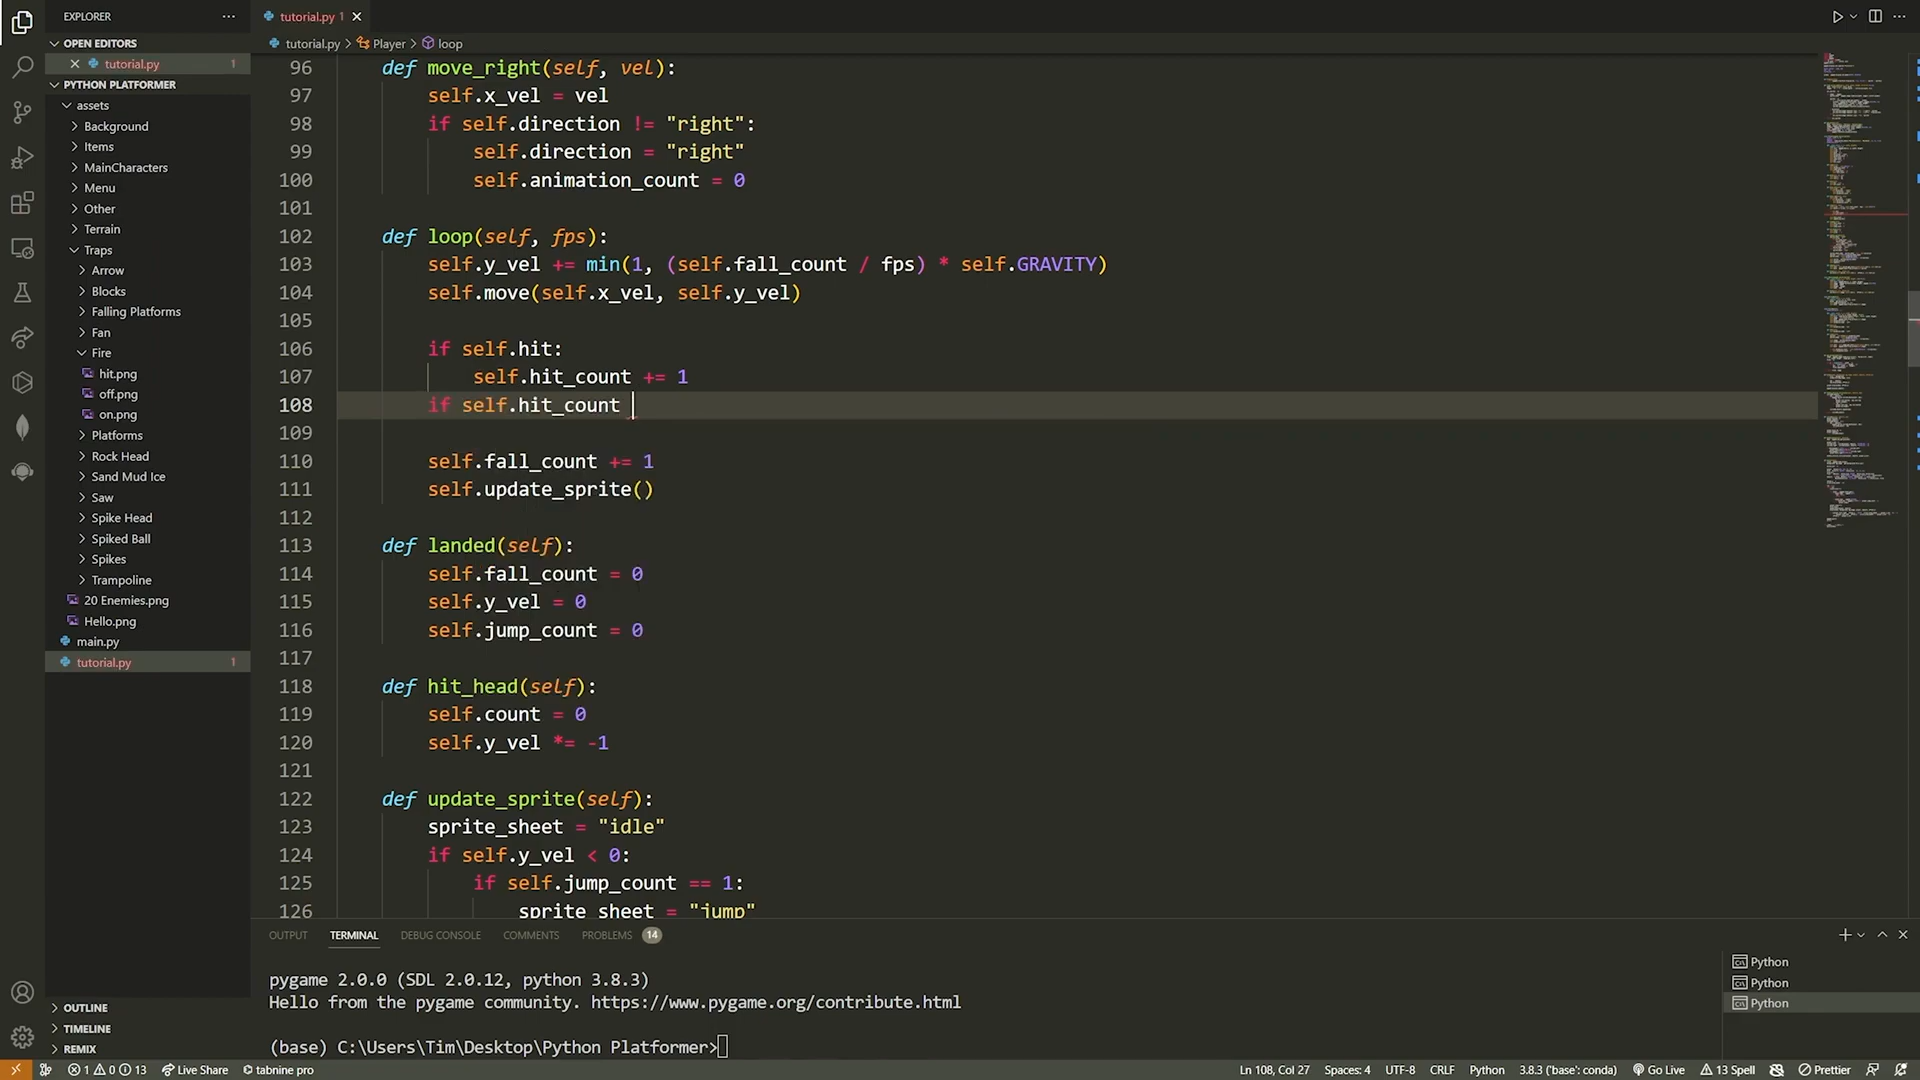 EXPLORER
OPEN EDITORS
tutorial.py 1
PYTHON PLATFORMER
assets
Background
Items
MainCharacters
Menu
Other
Terrain
Traps
Arrow
Blocks
Falling Platforms
Fan
Fire
hit.png
off.png
on.png
Platforms
Rock Head
Sand Mud Ice
Saw
Spike Head
Spiked Ball
Spikes
Trampoline
20 Enemies.png
Hello.png
main.py
tutorial.py 1
OUTLINE
TIMELINE
REMIX
tutorial.py 1
tutorial.py > Player > loop
96 def move_right(self, vel):
97 self.x_vel = vel
98 if self.direction != "right":
99 self.direction = "right"
100 self.animation_count = 0
101
102 def loop(self, fps):
103 self.y_vel += min(1, (self.fall_count / fps) * self.GRAVITY)
104 self.move(self.x_vel, self.y_vel)
105
106 if self.hit:
107 self.hit_count += 1
108 if self.hit_count
109
110 self.fall_count += 1
111 self.update_sprite()
112
113 def landed(self):
114 self.fall_count = 0
115 self.y_vel = 0
116 self.jump_count = 0
117
118 def hit_head(self):
119 self.count = 0
120 self.y_vel *= -1
121
122 def update_sprite(self):
123 sprite_sheet = "idle"
124 if self.y_vel < 0:
125 if self.jump_count == 1:
126 sprite_sheet = "jump"
OUTPUT TERMINAL DEBUG CONSOLE COMMENTS PROBLEMS 14
pygame 2.0.0 (SDL 2.0.12, python 3.8.3)
Hello from the pygame community. https://www.pygame.org/contribute.html
(base) C:\Users\Tim\Desktop\Python Platformer>
Python
Python
Python
1 0 13 Live Share tabnine pro Ln 108, Col 27 Spaces: 4 UTF-8 CRLF Python 3.8.3 ('base': conda) Go Live 13 Spell Prettier